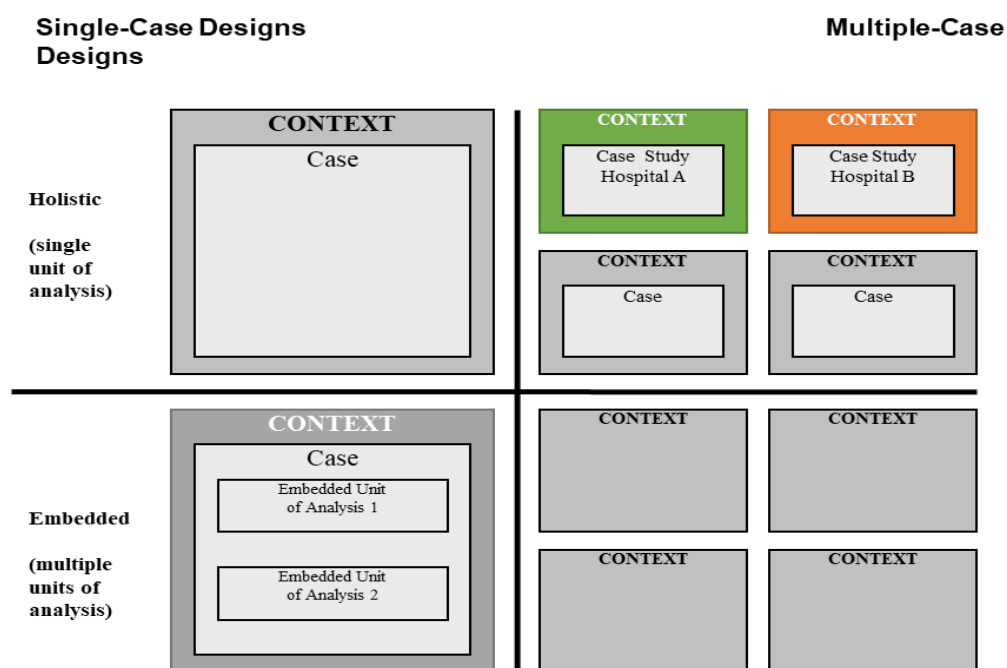 Single-Case Designs
Multiple-Case
Designs
CONTEXT
Case
Holistic
(single
unit of
analysis)
CONTEXT
Case Study
Hospital A
CONTEXT
Case Study
Hospital B
CONTEXT
Case
CONTEXT
Case
CONTEXT
Case
Embedded Unit
of Analysis 1
Embedded Unit
of Analysis 2
Embedded
(multiple
units of
analysis)
CONTEXT
CONTEXT
CONTEXT
CONTEXT